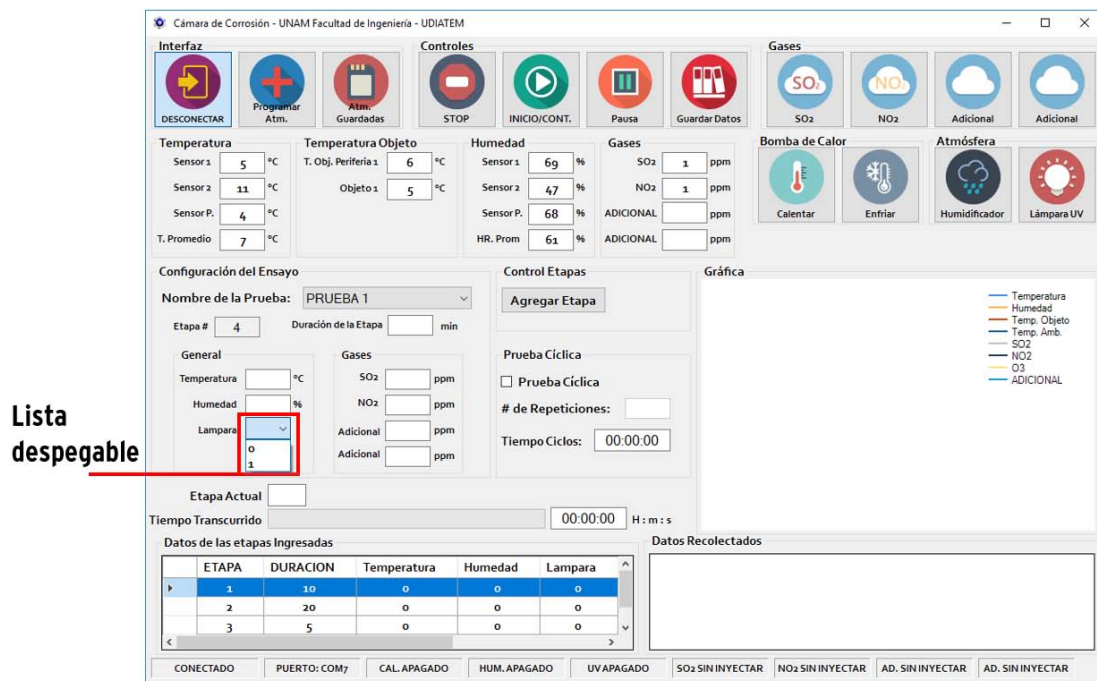 Cámara de Corrosión - UNAM Facultad de Ingeniería - UDIATEM
Interfaz
Controles
Gases
DESCONECTAR
Programar Atm.
Atm. Guardadas
STOP
INICIO/CONT.
Pausa
Guardar Datos
SO2
SO2
NO2
NO2
Adicional
Adicional
Temperatura
Sensor 1 5 °C
Sensor 2 11 °C
Sensor P. 4 °C
T. Promedio 7 °C
Temperatura Objeto
T. Obj. Periferia 1 6 °C
Objeto 1 5 °C
Humedad
Sensor 1 69 %
Sensor 2 47 %
Sensor P. 68 %
HR. Prom 61 %
Gases
SO2 1 ppm
NO2 1 ppm
ADICIONAL ppm
ADICIONAL ppm
Bomba de Calor
Calentar
Enfriar
Atmósfera
Humidificador
Lámpara UV
Configuración del Ensayo
Nombre de la Prueba: PRUEBA 1
Etapa # 4 Duración de la Etapa min
General
Temperatura °C
Humedad %
Lampara
0
1
Gases
SO2 ppm
NO2 ppm
Adicional ppm
Adicional ppm
Control Etapas
Agregar Etapa
Prueba Cíclica
Prueba Cíclica
# de Repeticiones:
Tiempo Ciclos: 00:00:00
Gráfica
Temperatura
Humedad
Temp. Objeto
Temp. Amb.
SO2
NO2
O3
ADICIONAL
Lista
despegable
Etapa Actual
Tiempo Transcurrido 00:00:00 H : m : s
Datos de las etapas Ingresadas
ETAPA DURACION Temperatura Humedad Lampara
1 10 0 0 0
2 20 0 0 0
3 5 0 0 0
Datos Recolectados
CONECTADO PUERTO: COM7 CAL. APAGADO HUM. APAGADO UV APAGADO SO2 SIN INYECTAR NO2 SIN INYECTAR AD. SIN INYECTAR AD. SIN INYECTAR